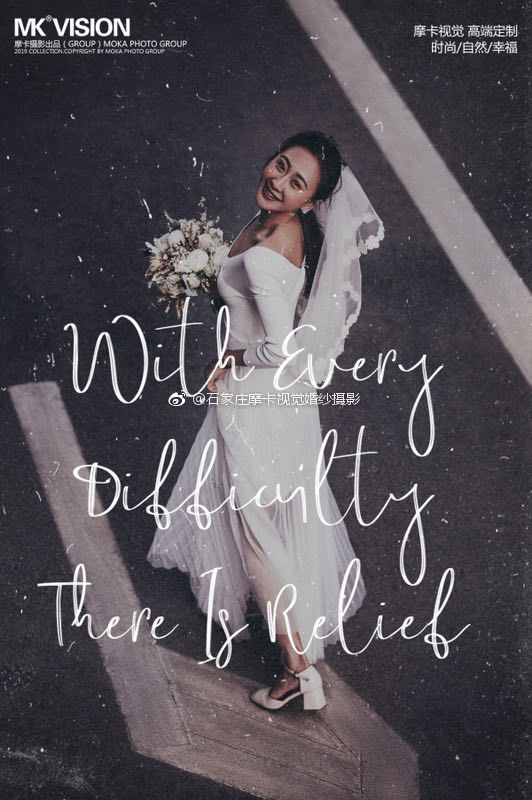 MK® VISION
摩卡摄影出品（GROUP）MOKA PHOTO GROUP
2019 COLLECTION.COPYRIGHT BY MOKA PHOTO GROUP
摩卡视觉 高端定制
时尚/自然/幸福
With Every
@石家庄摩卡视觉婚纱摄影
Difficulty
There Is Relief